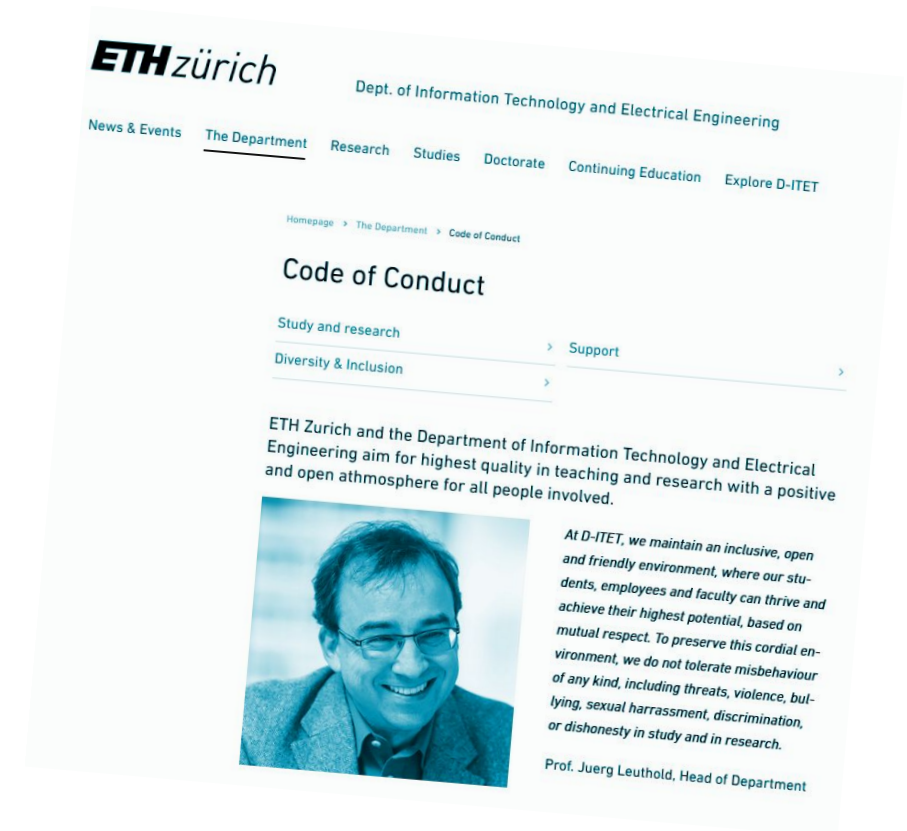 ETH zürich
Dept. of Information Technology and Electrical Engineering
News & Events The Department Research Studies Doctorate Continuing Education Explore D-ITET
Homepage > The Department > Code of Conduct
Code of Conduct
Study and research >
Support >
Diversity & Inclusion >
ETH Zurich and the Department of Information Technology and Electrical
Engineering aim for highest quality in teaching and research with a positive
and open athmosphere for all people involved.
At D-ITET, we maintain an inclusive, open
and friendly environment, where our stu-
dents, employees and faculty can thrive and
achieve their highest potential, based on
mutual respect. To preserve this cordial en-
vironment, we do not tolerate misbehaviour
of any kind, including threats, violence, bul-
lying, sexual harrassment, discrimination,
or dishonesty in study and in research.
Prof. Juerg Leuthold, Head of Department